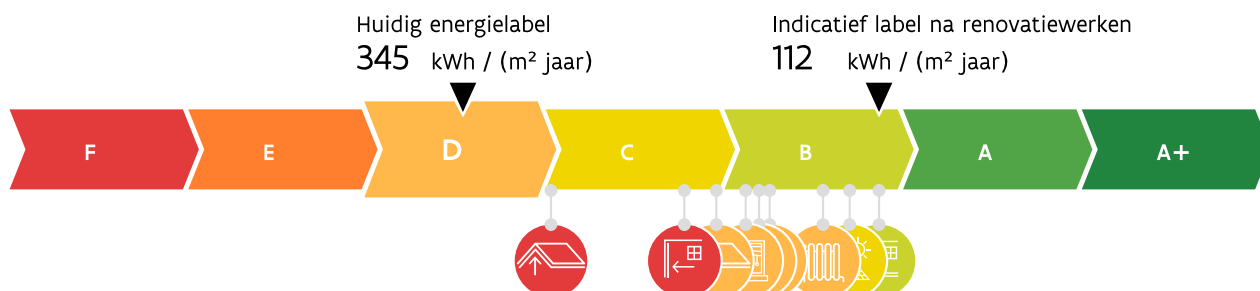 Huidig energielabel
345 kWh / (m² jaar)
Indicatief label na renovatiewerken
112 kWh / (m² jaar)
F E D C B A A+